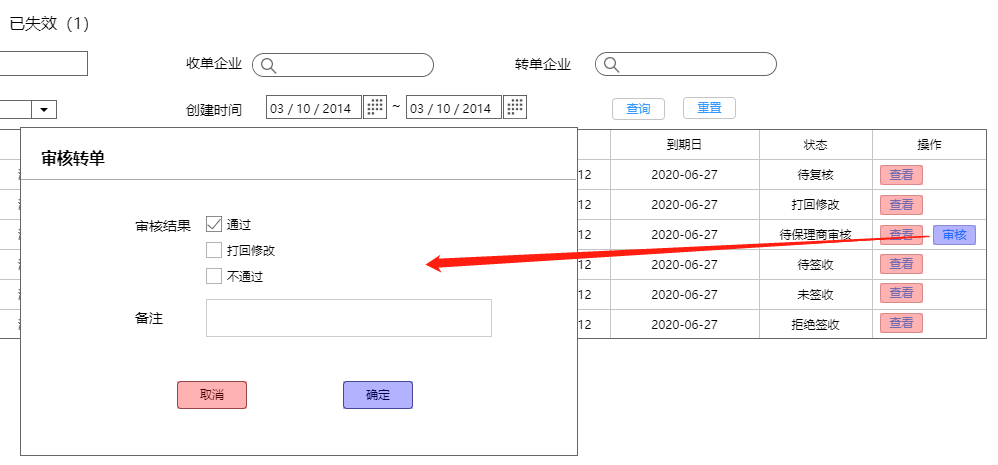 已失效（1）
收单企业 转单企业
创建时间 03 / 10 / 2014 ~ 03 / 10 / 2014 查询 重置
到期日 状态 操作
12 2020-06-27 待复核 查看
2020-06-27 打回修改 查看
12 2020-06-27 待保理商审核 查看 审核
12 2020-06-27 待签收 查看
12 2020-06-27 未签收 查看
12 2020-06-27 拒绝签收 查看
审核转单
审核结果 通过
打回修改
不通过
备注
取消 确定